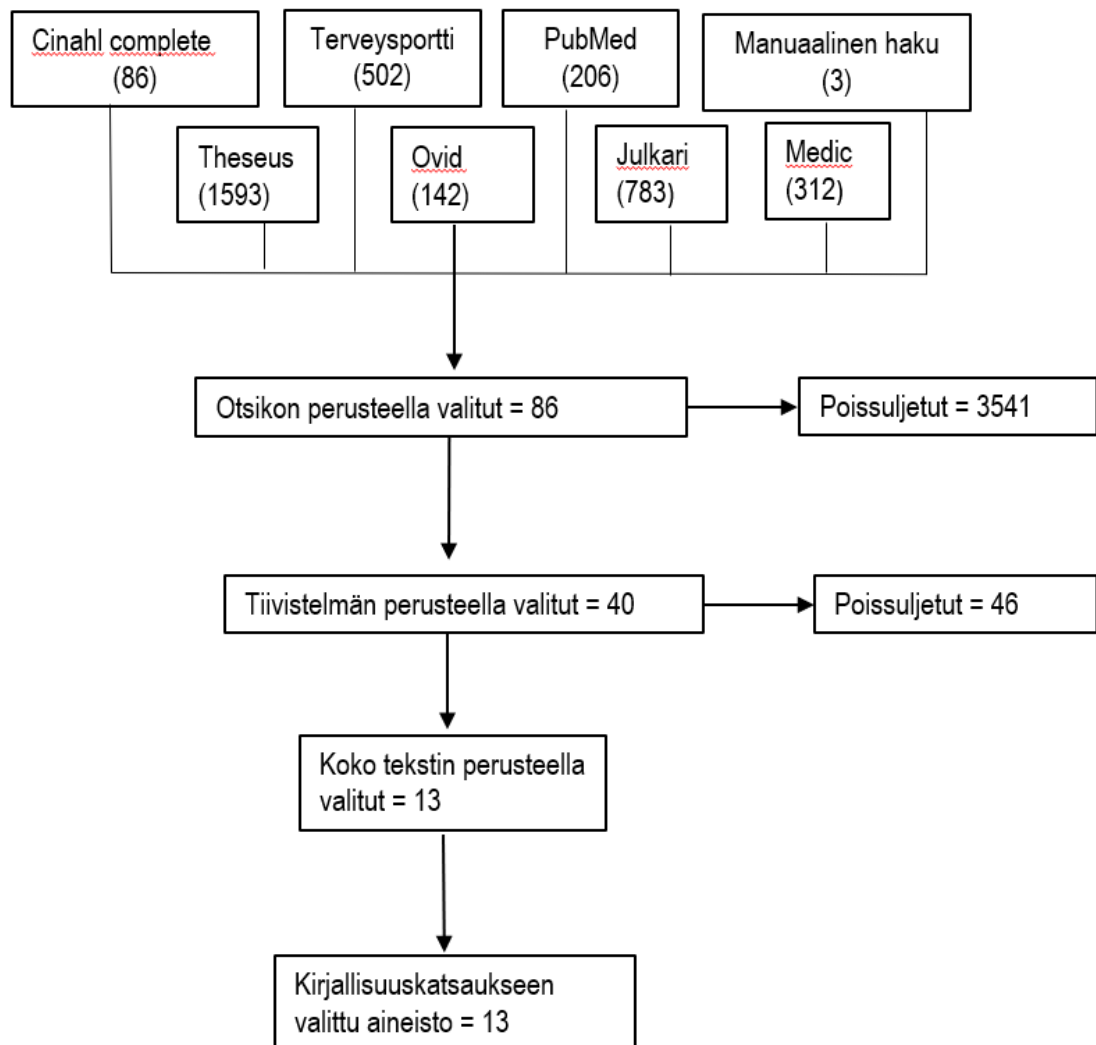 Cinahl complete
(86)
Terveysportti
(502)
PubMed
(206)
Manuaalinen haku
(3)
Theseus
(1593)
Ovid
(142)
Julkari
(783)
Medic
(312)
Otsikon perusteella valitut = 86
Poissuljetut = 3541
Tiivistelmän perusteella valitut = 40
Poissuljetut = 46
Koko tekstin perusteella
valitut = 13
Kirjallisuuskatsaukseen
valittu aineisto = 13